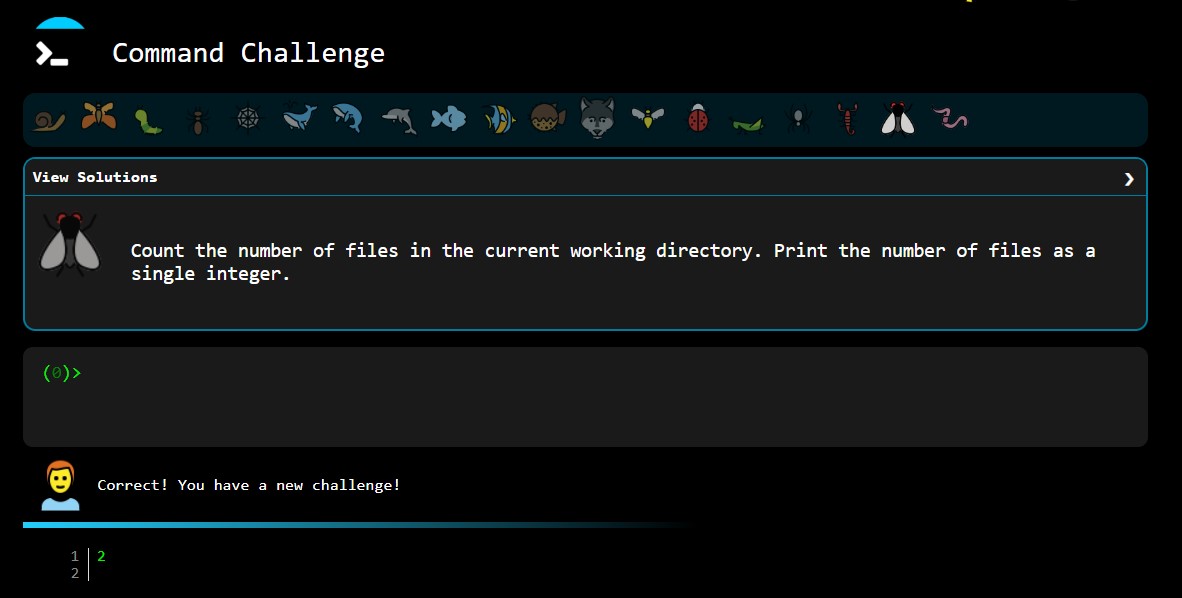 Command Challenge
View Solutions
Count the number of files in the current working directory. Print the number of files as a
single integer.
(0)>
Correct! You have a new challenge!
1 2
2